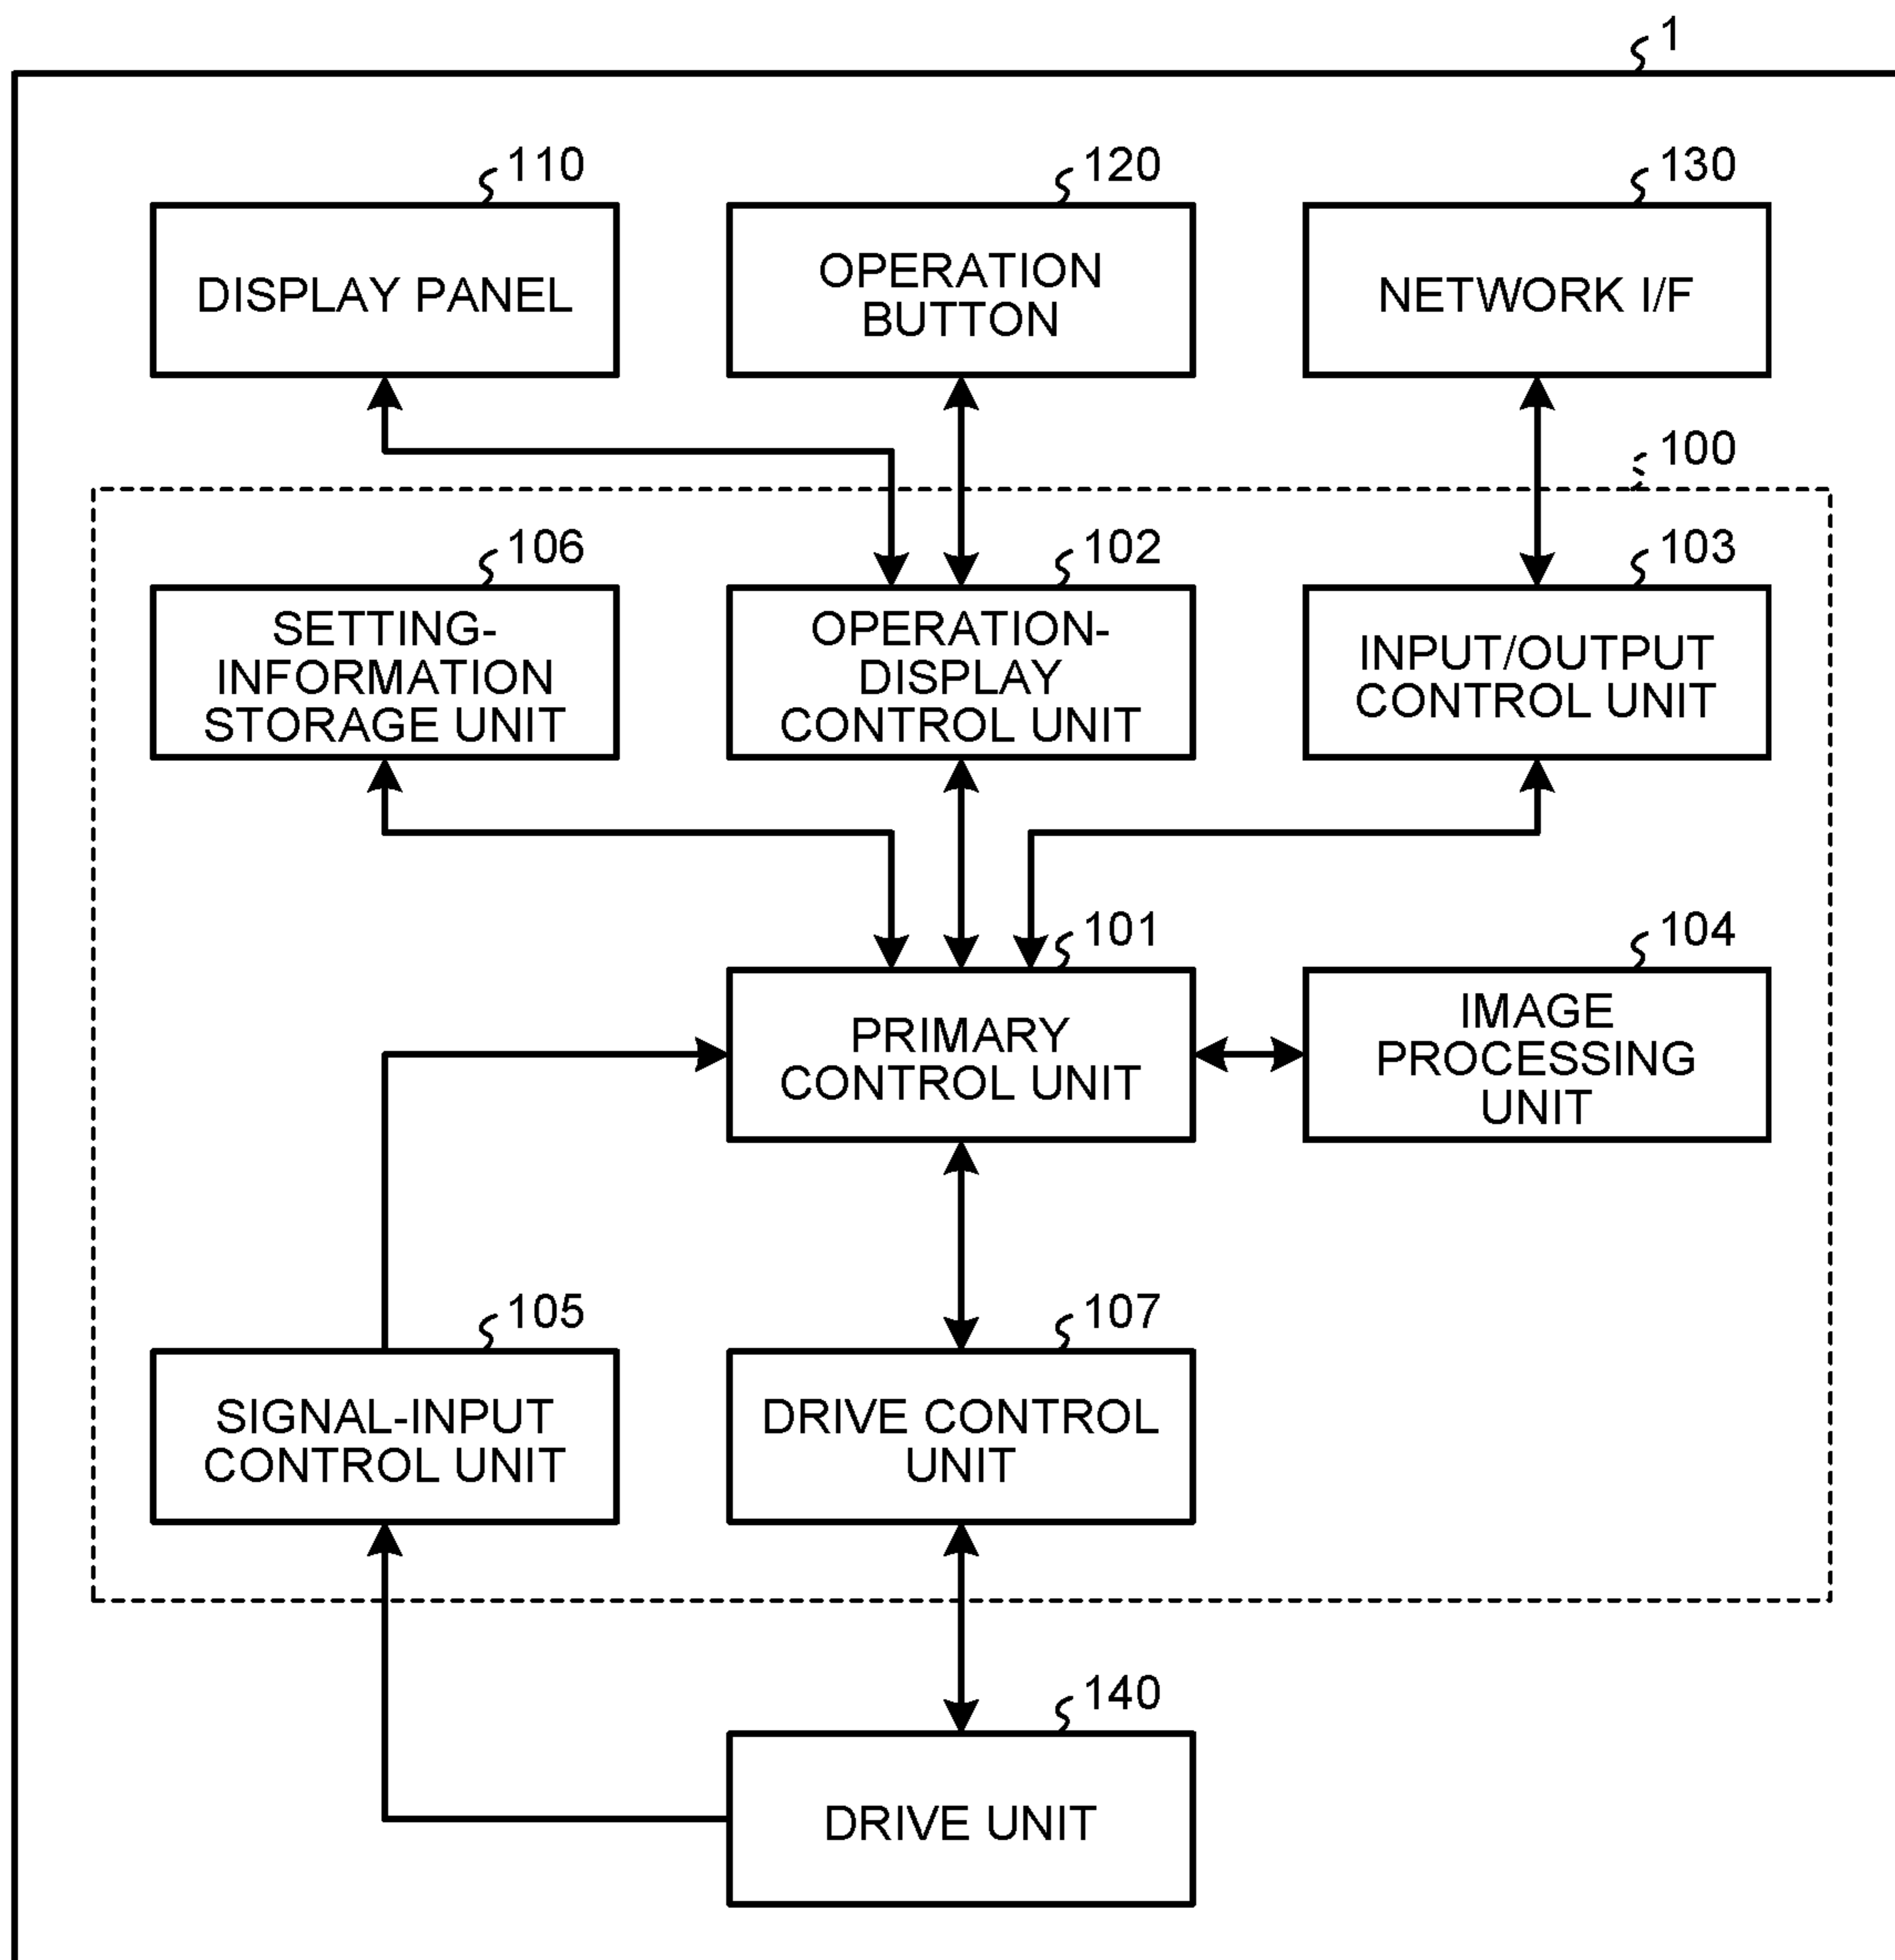 1
110
120
130
DISPLAY PANEL
OPERATION
BUTTON
NETWORK I/F
100
106
102
103
SETTING-
INFORMATION
STORAGE UNIT
OPERATION-
DISPLAY
CONTROL UNIT
INPUT/OUTPUT
CONTROL UNIT
101
104
PRIMARY
CONTROL UNIT
IMAGE
PROCESSING
UNIT
105
107
SIGNAL-INPUT
CONTROL UNIT
DRIVE CONTROL
UNIT
140
DRIVE UNIT